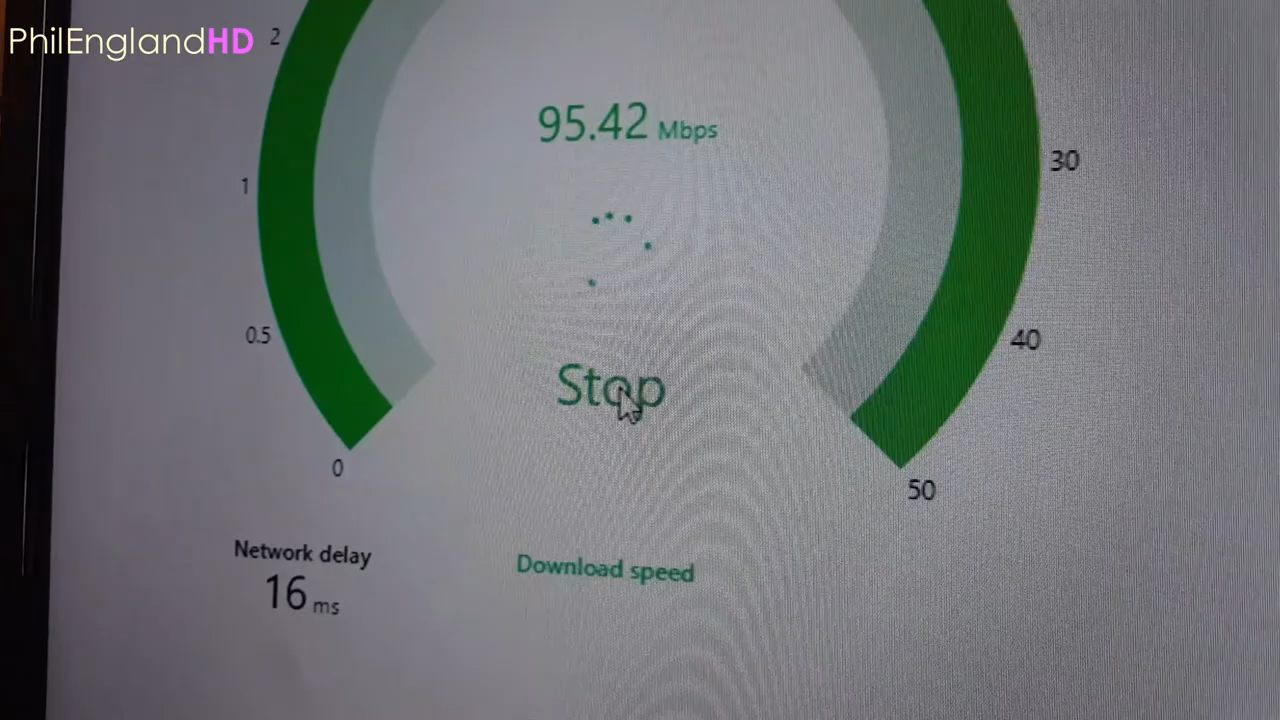 PhilEnglandHD
2
95.42 Mbps
30
1
0.5
40
Stop
0
50
Network delay
Download speed
16 ms